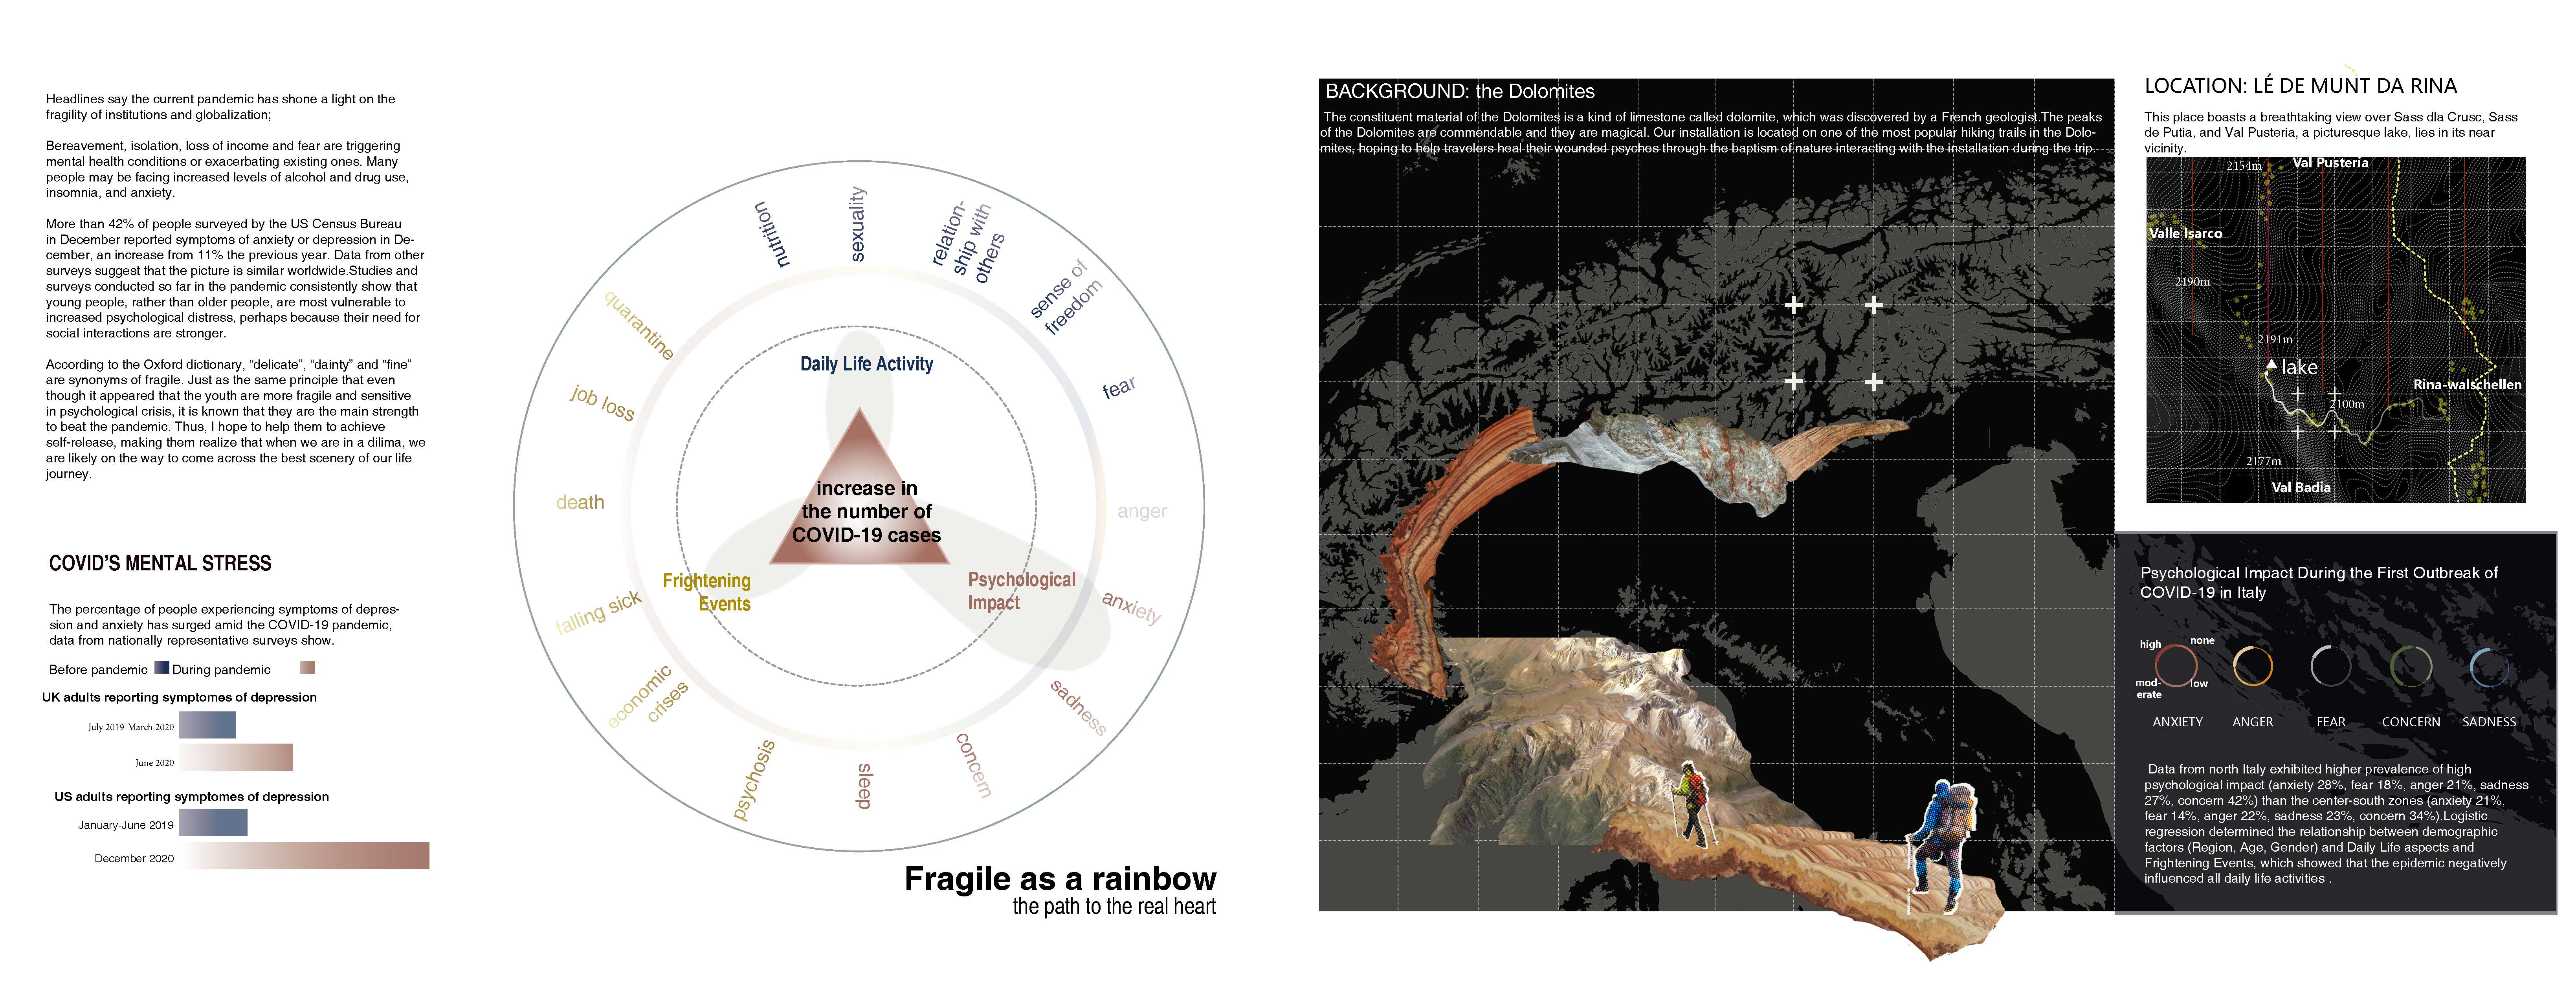 Headlines say the current pandemic has shone a light on the
fragility of institutions and globalization;
Bereavement, isolation, loss of income and fear are triggering
mental health conditions or exacerbating existing ones. Many
people may be facing increased levels of alcohol and drug use,
insomnia, and anxiety.
More than 42% of people surveyed by the US Census Bureau
in December reported symptoms of anxiety or depression in De-
cember, an increase from 11% the previous year. Data from other
surveys suggest that the picture is similar worldwide.Studies and
surveys conducted so far in the pandemic consistently show that
young people, rather than older people, are most vulnerable to
increased psychological distress, perhaps because their need for
social interactions are stronger.
According to the Oxford dictionary, “delicate”, “dainty” and “fine”
are synonyms of fragile. Just as the same principle that even
though it appeared that the youth are more fragile and sensitive
in psychological crisis, it is known that they are the main strength
to beat the pandemic. Thus, I hope to help them to achieve
self-release, making them realize that when we are in a dilima, we
are likely on the way to come across the best scenery of our life
journey.
COVID’S MENTAL STRESS
The percentage of people experiencing symptoms of depres-
sion and anxiety has surged amid the COVID-19 pandemic,
data from nationally representative surveys show.
Before pandemic During pandemic
UK adults reporting symptomes of depression
July 2019-March 2020
June 2020
US adults reporting symptomes of depression
January-June 2019
December 2020
nutrition
sexuality
relation-
ship with
others
sense of
freedom
fear
anger
anxiety
sadness
concern
sleep
psychosis
economic
crises
falling sick
death
job loss
quarantine
Daily Life Activity
increase in
the number of
COVID-19 cases
Frightening
Events
Psychological
Impact
Fragile as a rainbow
the path to the real heart
BACKGROUND: the Dolomites
The constituent material of the Dolomites is a kind of limestone called dolomite, which was discovered by a French geologist.The peaks
of the Dolomites are commendable and they are magical. Our installation is located on one of the most popular hiking trails in the Dolo-
mites, hoping to help travelers heal their wounded psyches through the baptism of nature interacting with the installation during the trip.
LOCATION: LÉ DE MUNT DA RINA
This place boasts a breathtaking view over Sass dla Crusc, Sass
de Putia, and Val Pusteria, a picturesque lake, lies in its near
vicinity.
2154m
Val Pusteria
Valle Isarco
2190m
2191m
lake
Rina-walschellen
2100m
2177m
Val Badia
Psychological Impact During the First Outbreak of
COVID-19 in Italy
high
none
mod-
erate
low
ANXIETY ANGER FEAR CONCERN SADNESS
Data from north Italy exhibited higher prevalence of high
psychological impact (anxiety 28%, fear 18%, anger 21%, sadness
27%, concern 42%) than the center-south zones (anxiety 21%,
fear 14%, anger 22%, sadness 23%, concern 34%).Logistic
regression determined the relationship between demographic
factors (Region, Age, Gender) and Daily Life aspects and
Frightening Events, which showed that the epidemic negatively
influenced all daily life activities .